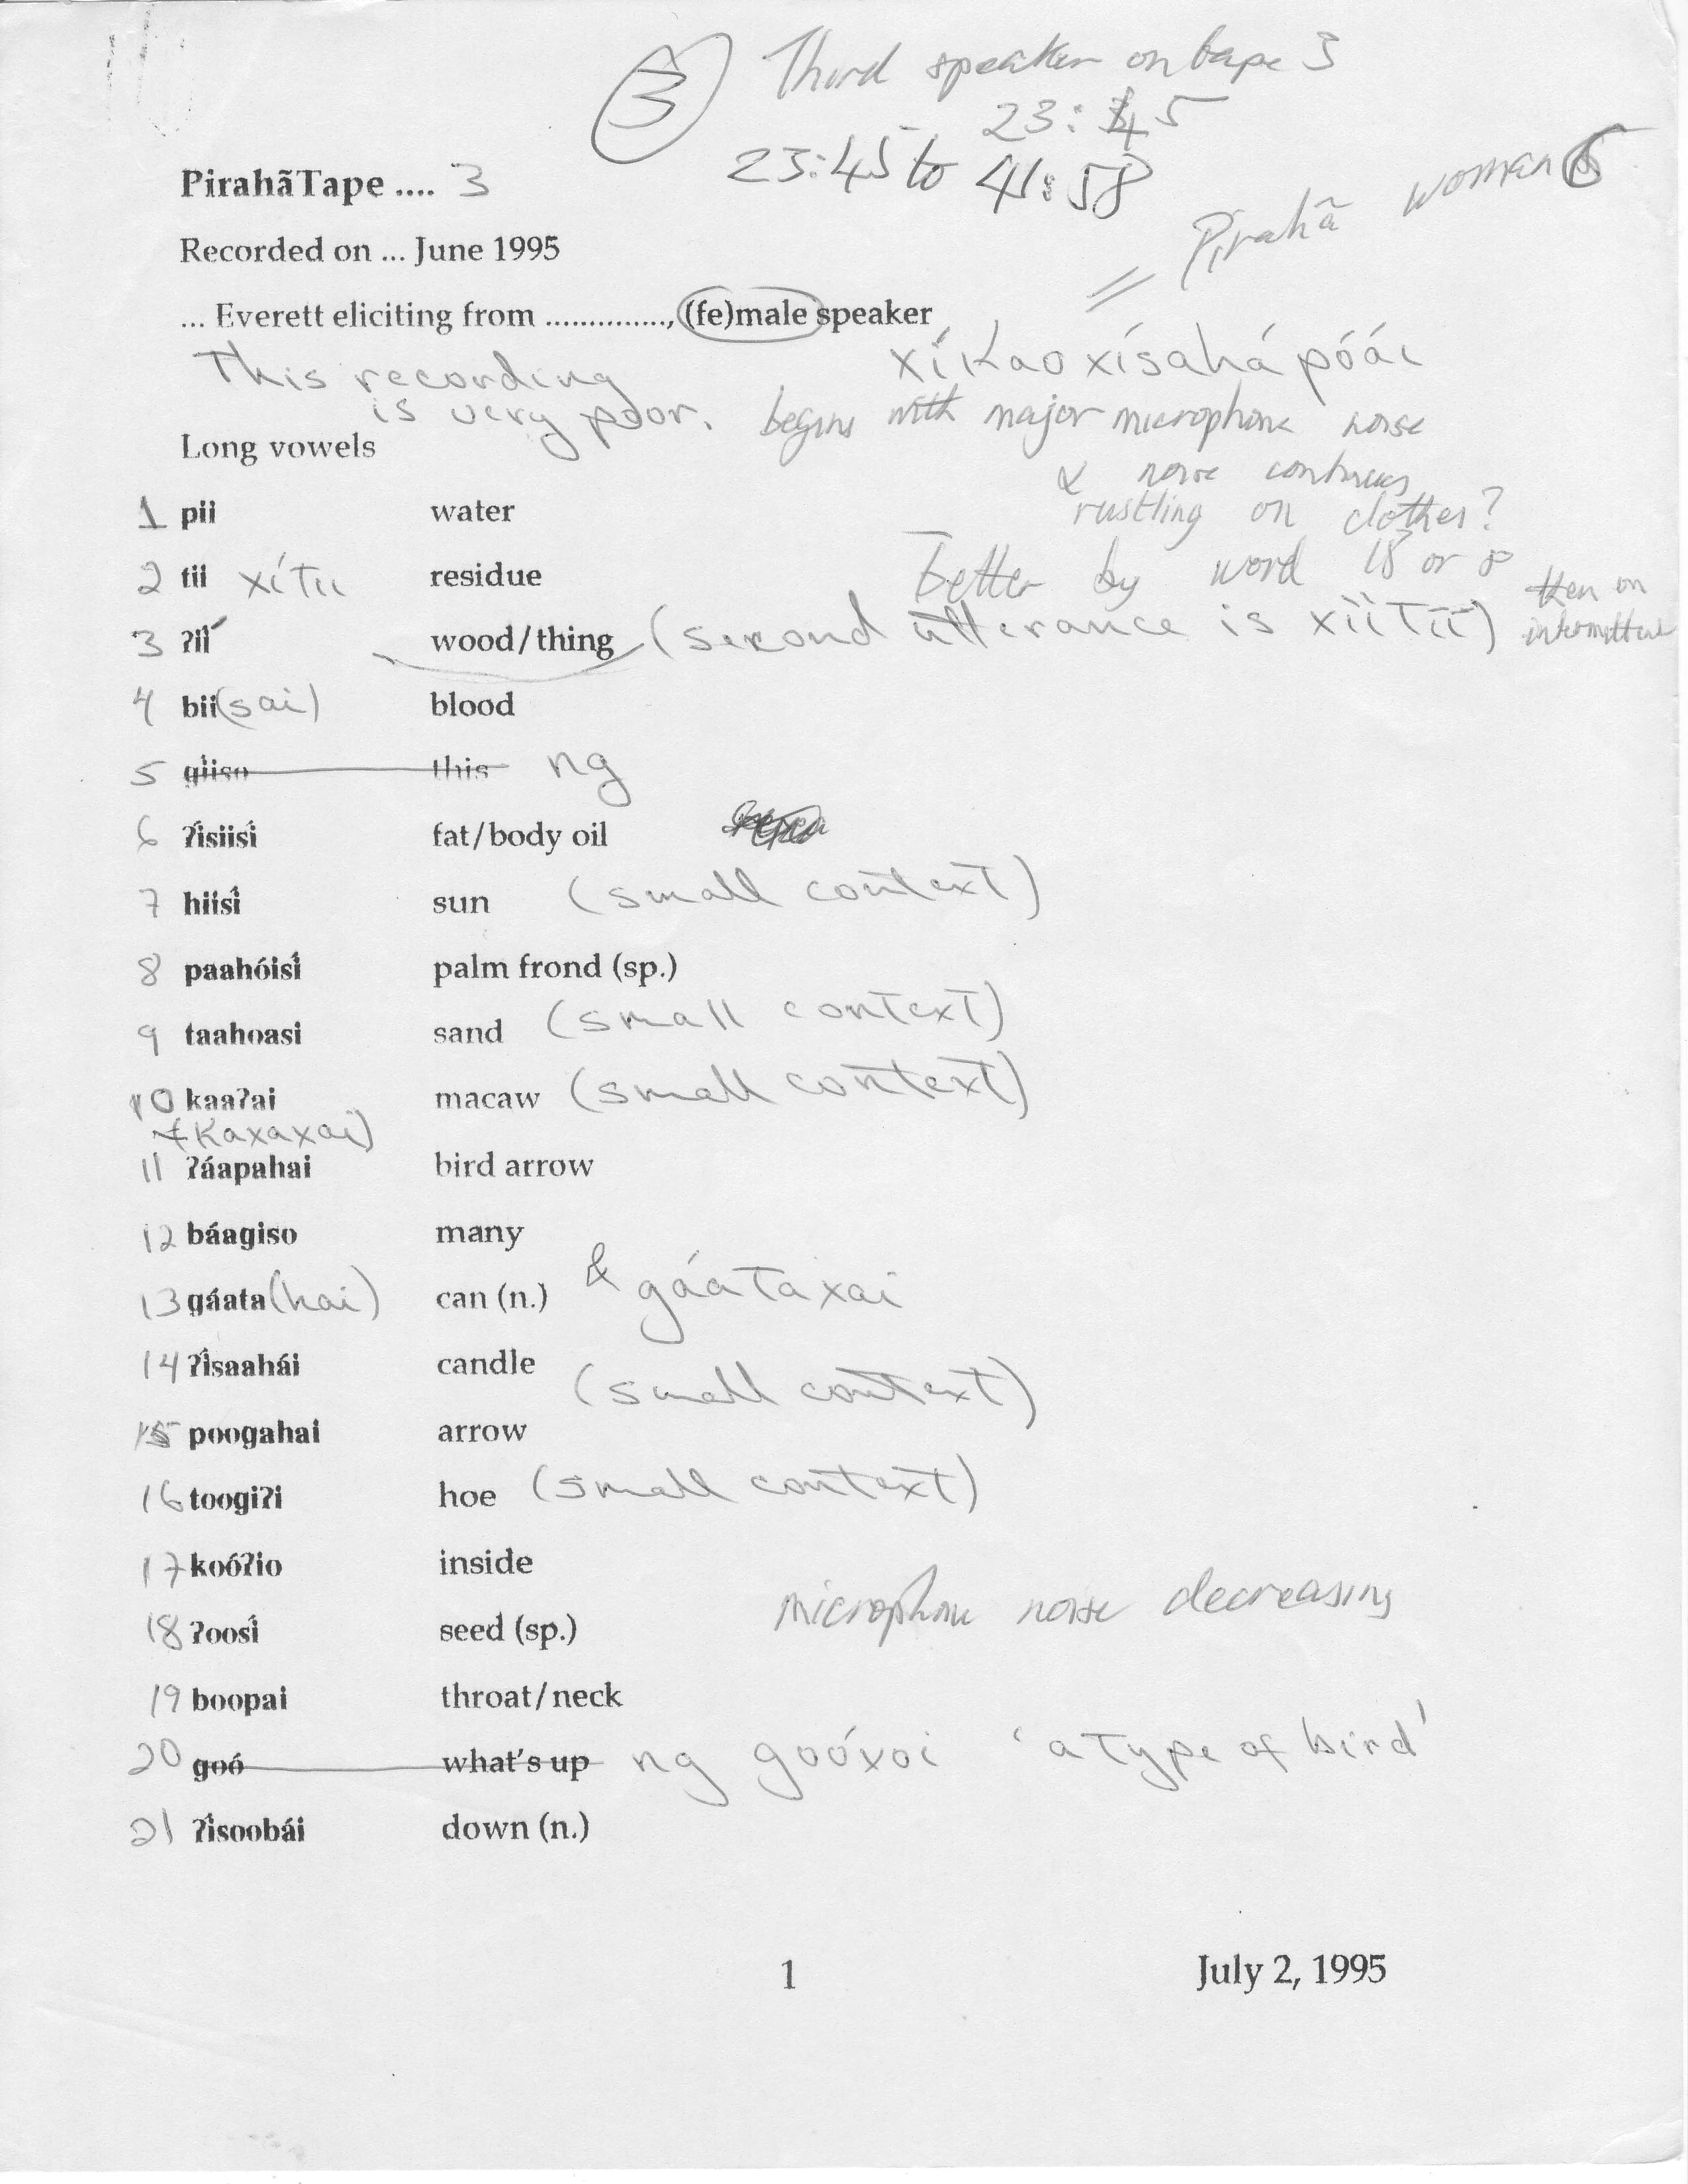 3 Third speaker on tape 3
23:45
23:45 to 41:58
PirahãTape .... 3
= Pirahã woman
Recorded on ... June 1995
... Everett eliciting from .............., (fe)male speaker
xíkao xísahá póái
This recording
is very poor.
begins with major microphone noise
& noise continues
rustling on clothes?
better by word 18 or so then on
intermittent
Long vowels
1 pii water
2 tii xítii residue
3 ʔií wood/thing (second utterance is xiitii)
4 bii(sai) blood
5 giiso this ng
6 ʔísiisí fat/body oil
7 hiisí sun (small context)
8 paahóisí palm frond (sp.)
9 taahoasi sand (small context)
10 kaaʔai macaw (small context)
(kaxaxai)
11 ʔáapahai bird arrow
12 báagiso many
13 gáata(hai) can (n.) & gáataxai
14 ʔísaahái candle
(small context)
15 poogahai arrow
16 toogiʔi hoe (small context)
17 koóʔio inside
microphone noise decreasing
18 ʔoosí seed (sp.)
19 boopai throat/neck
20 goó what's up ng goóxoi 'a type of bird'
21 ʔísoobái down (n.)
1 July 2, 1995